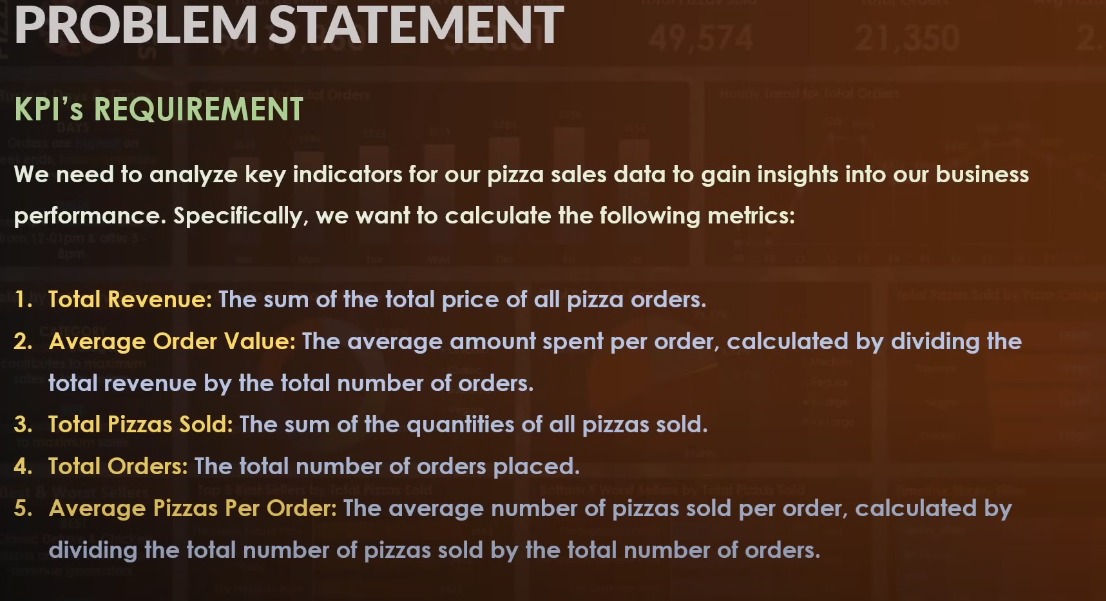 PROBLEM STATEMENT
49,574
21,350
KPI’s REQUIREMENT
We need to analyze key indicators for our pizza sales data to gain insights into our business
performance. Specifically, we want to calculate the following metrics:
1. Total Revenue: The sum of the total price of all pizza orders.
2. Average Order Value: The average amount spent per order, calculated by dividing the
total revenue by the total number of orders.
3. Total Pizzas Sold: The sum of the quantities of all pizzas sold.
4. Total Orders: The total number of orders placed.
5. Average Pizzas Per Order: The average number of pizzas sold per order, calculated by
dividing the total number of pizzas sold by the total number of orders.